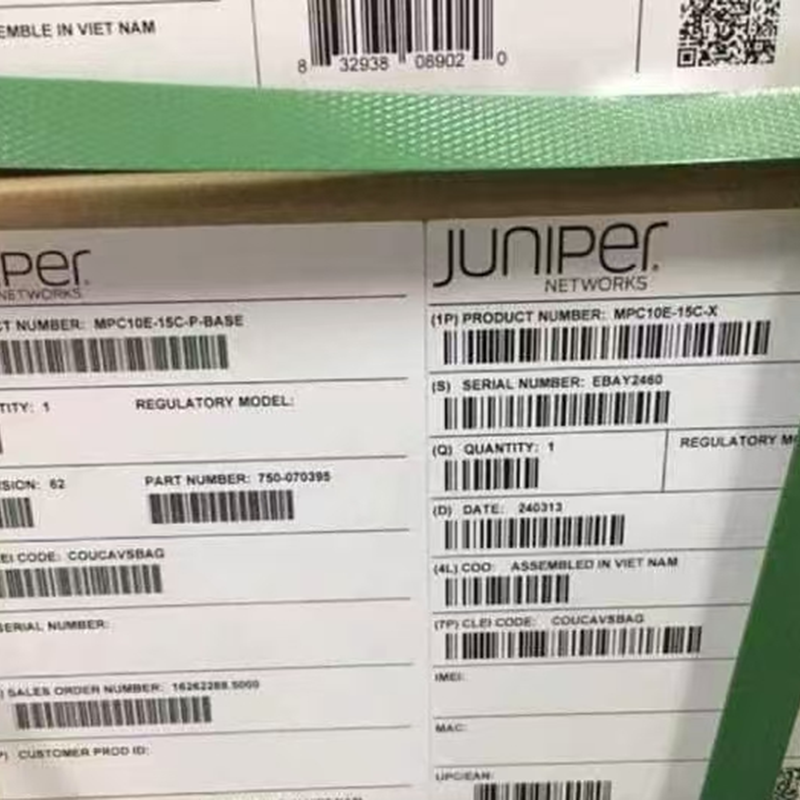 EMBLE IN VIET NAM
8 32938 08902 0
per
NETWORKS
CT NUMBER: MPC10E-15C-P-BASE
TITY: 1 REGULATORY MODEL:
SION: 62 PART NUMBER: 750-070395
EI CODE: COUCAVSBAG
SERIAL NUMBER:
) SALES ORDER NUMBER: 16262288.5000
P) CUSTOMER PROD ID:
JUNIPEr
NETWORKS
(1P) PRODUCT NUMBER: MPC10E-15C-X
(S) SERIAL NUMBER: EBAY2460
(Q) QUANTITY: 1 REGULATORY M
(D) DATE: 240313
(4L) COO: ASSEMBLED IN VIET NAM
(7P) CLEI CODE: COUCAVSBAG
IMEI:
MAC:
UPC/EAN: